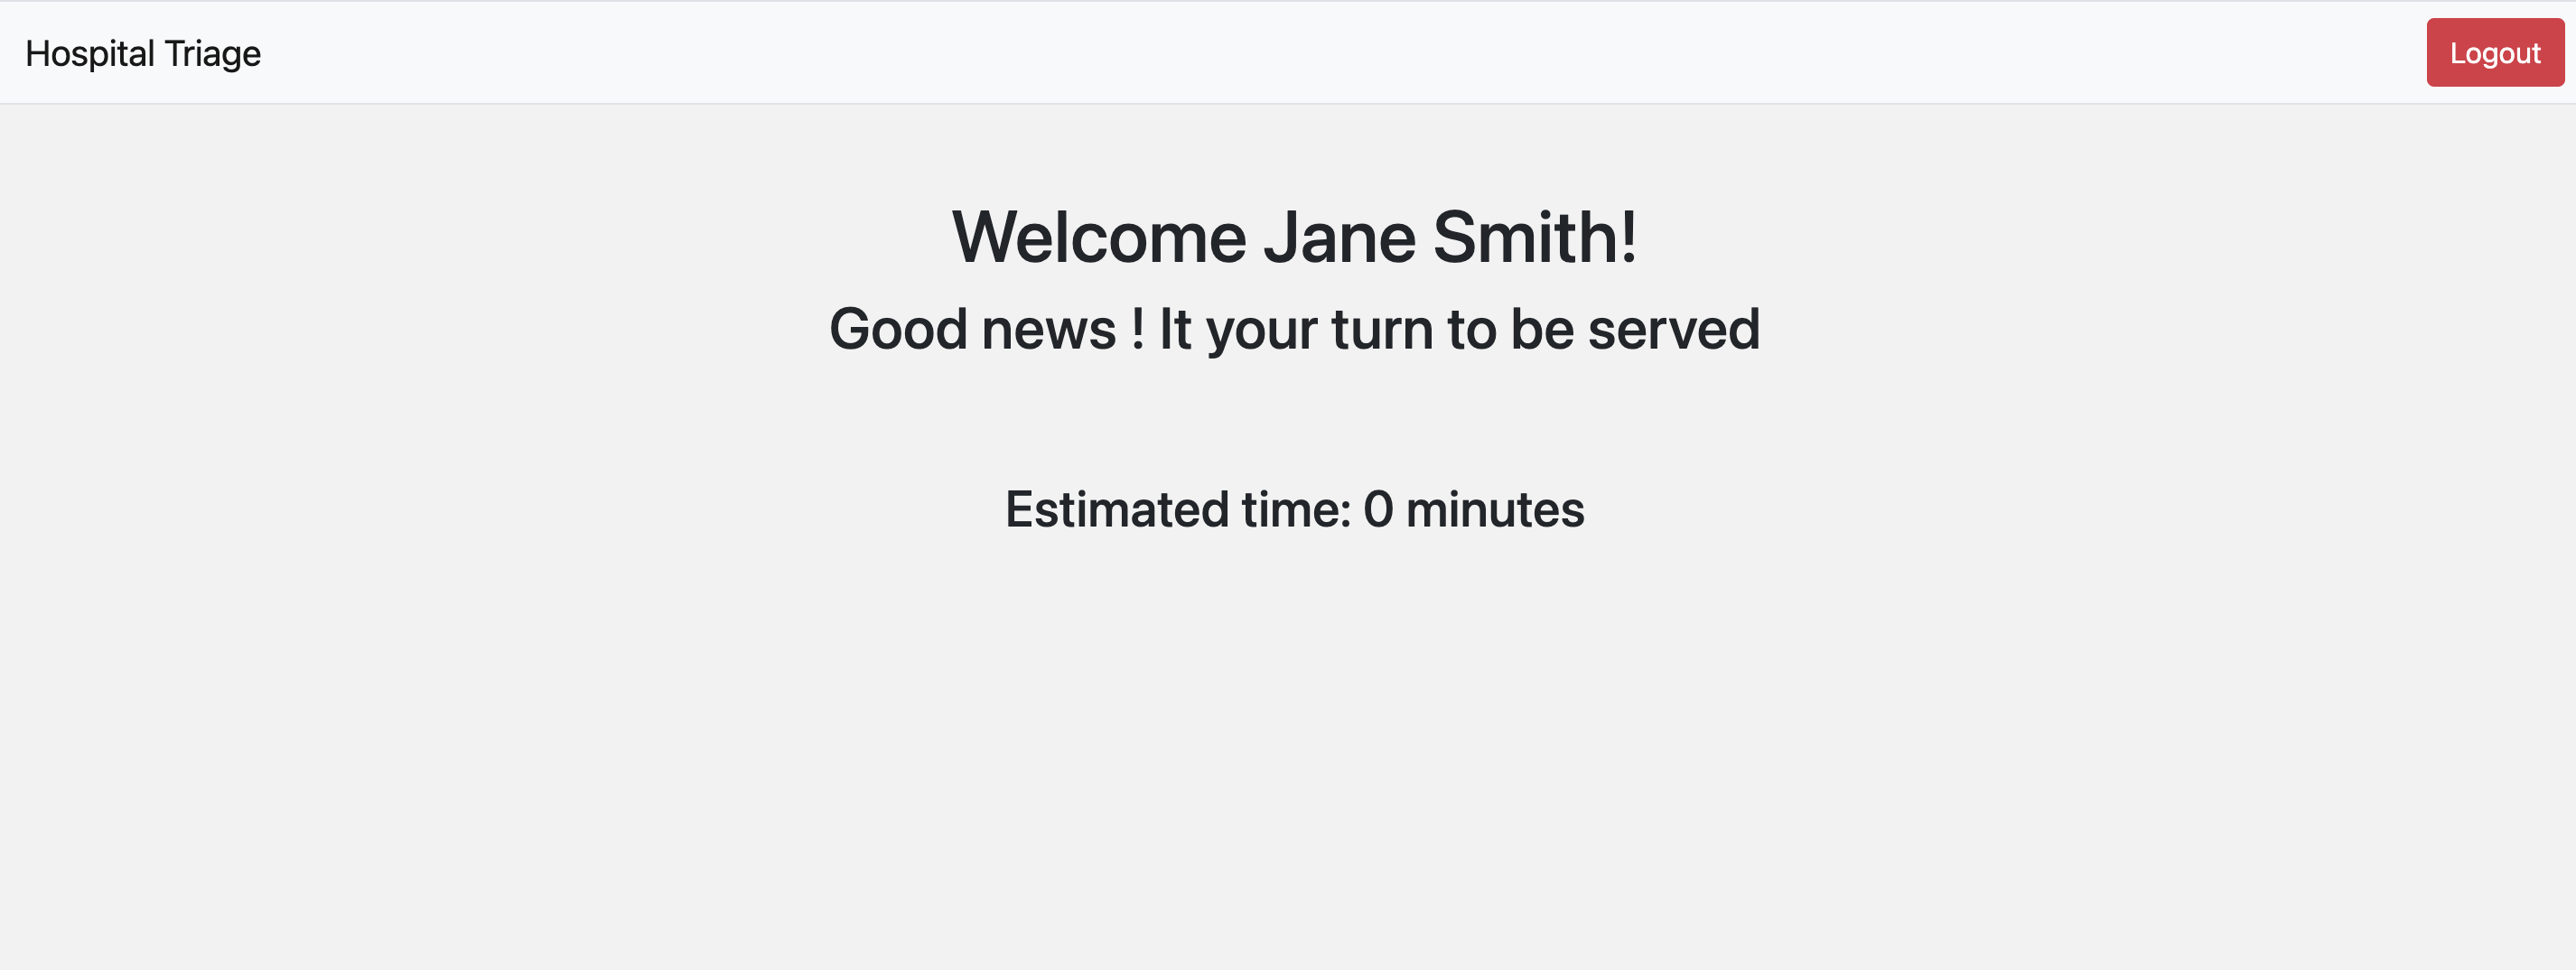 Hospital Triage
Logout
Welcome Jane Smith!
Good news ! It your turn to be served
Estimated time: 0 minutes